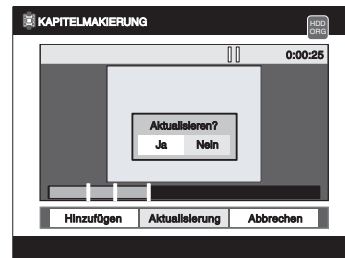 KAPITELMAKIERUNG
HDD
ORG
0:00:25
Aktualisieren?
Ja Nein
Hinzufügen Aktualisierung Abbrechen